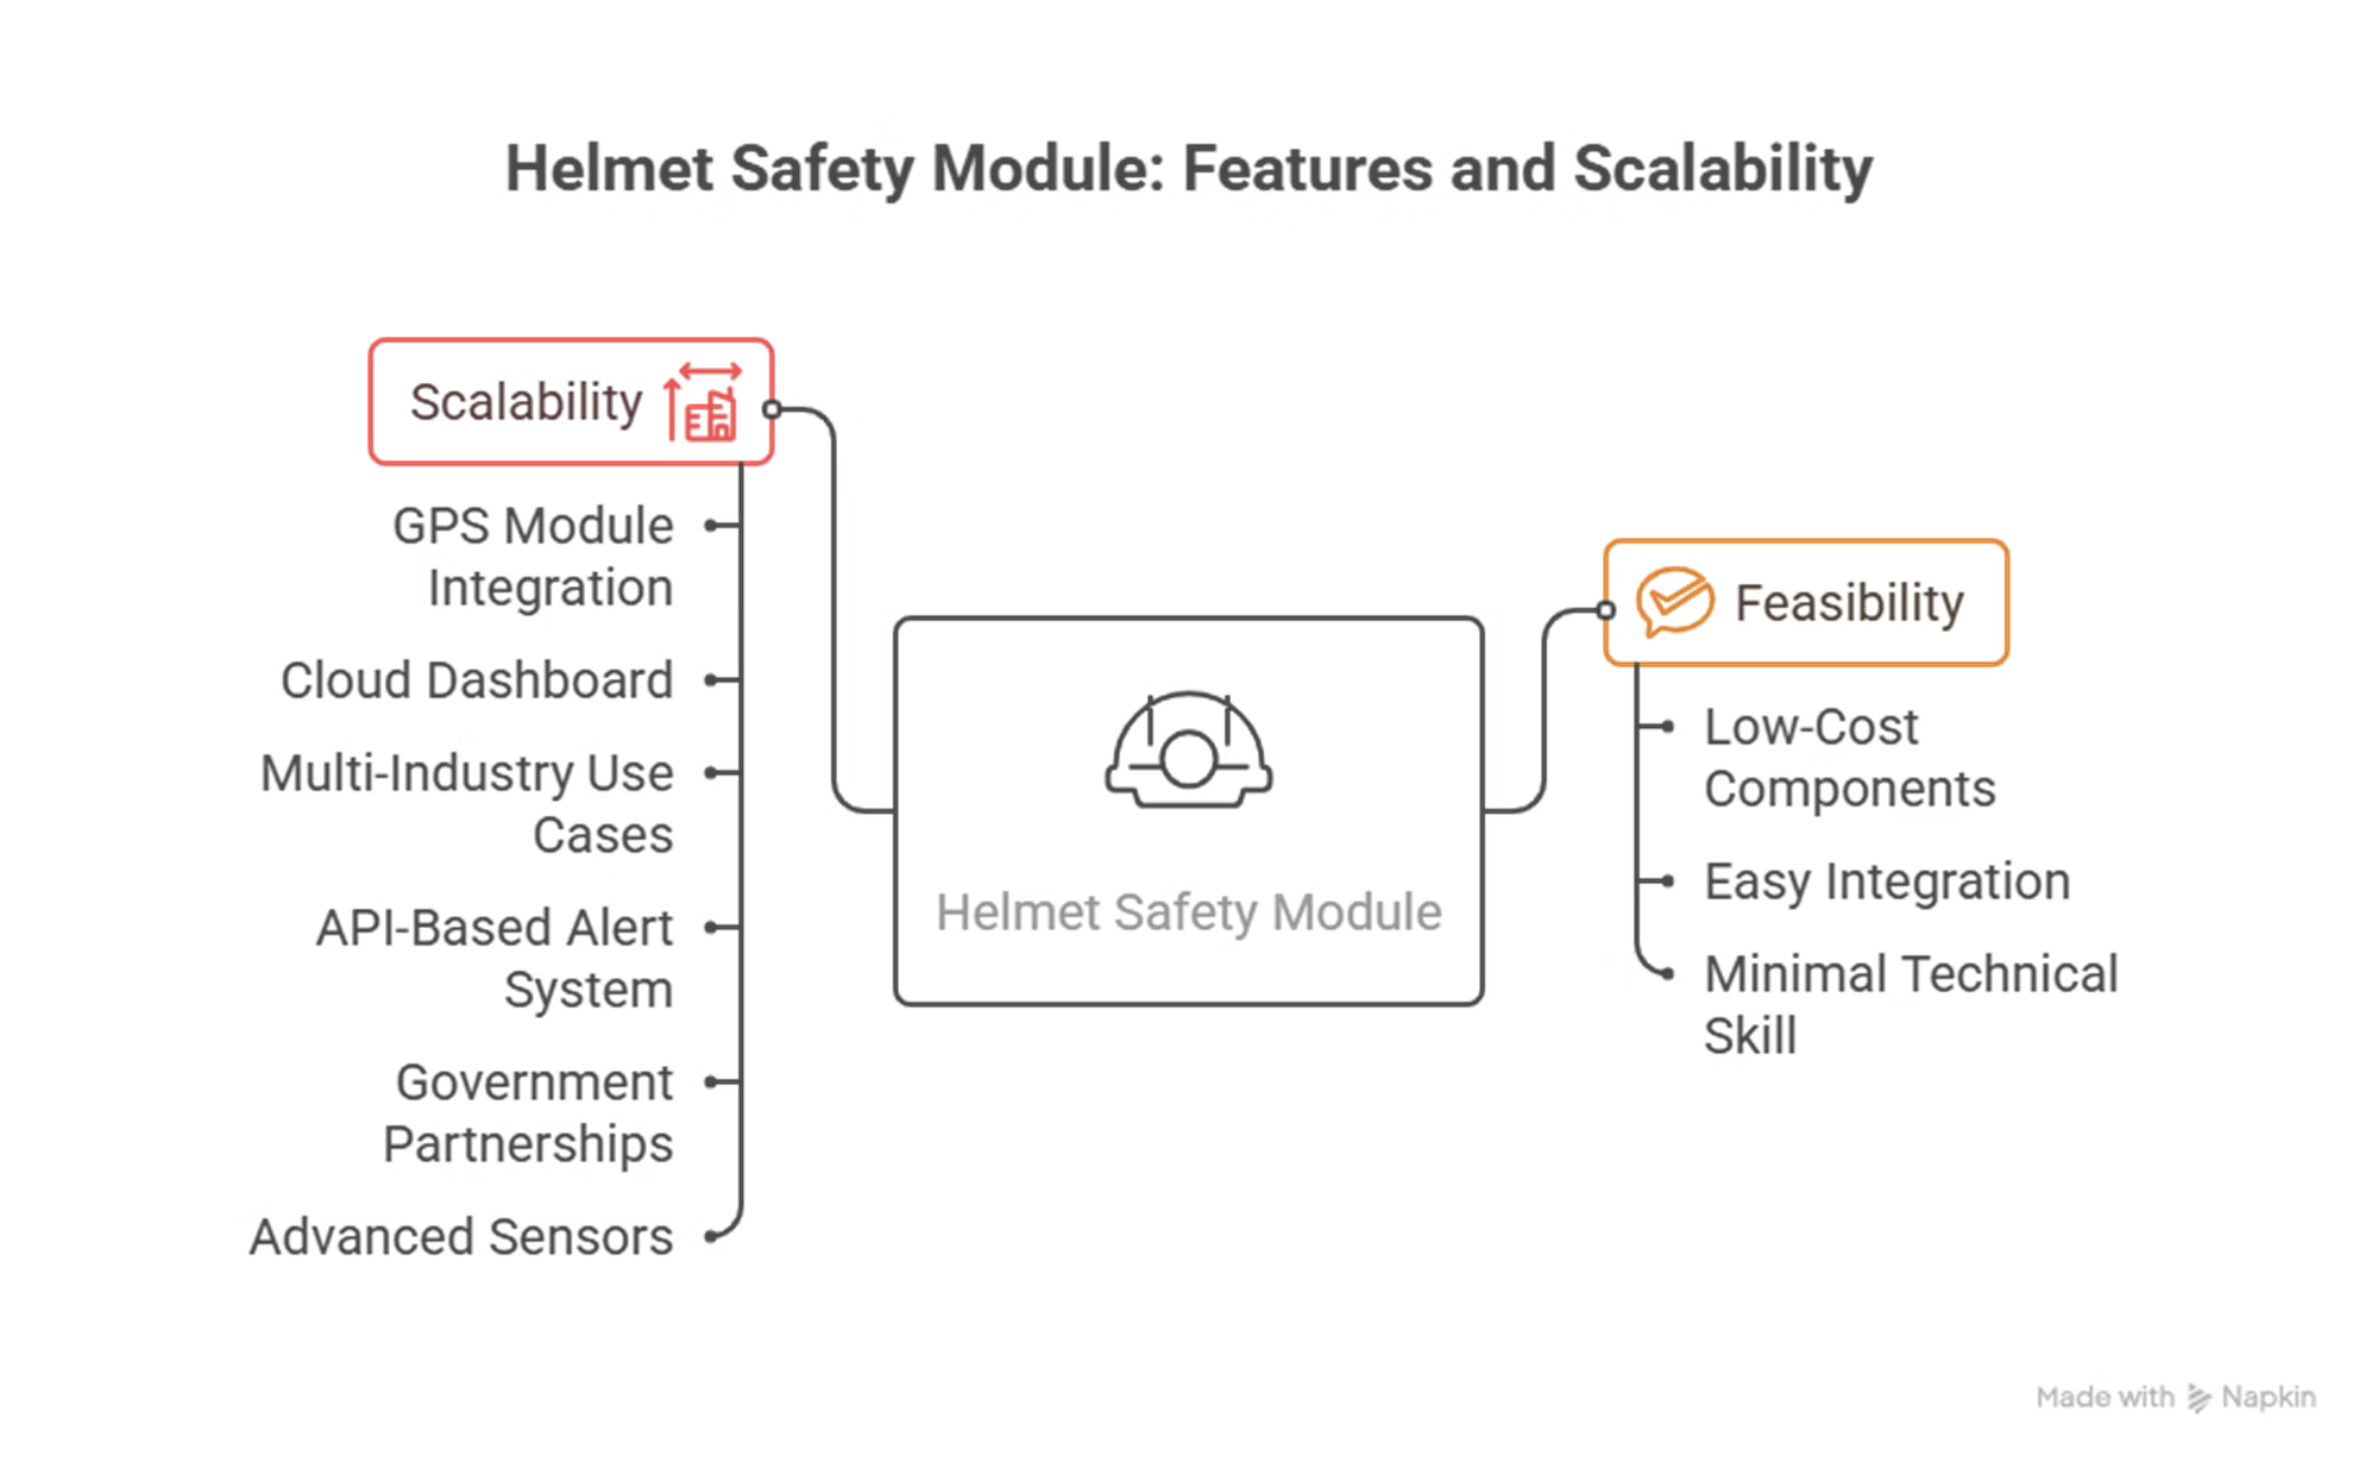 Helmet Safety Module: Features and Scalability
Scalability
GPS Module
Integration
Cloud Dashboard
Multi-Industry Use
Cases
API-Based Alert
System
Government
Partnerships
Advanced Sensors
Helmet Safety Module
Feasibility
Low-Cost
Components
Easy Integration
Minimal Technical
Skill
Made with Napkin